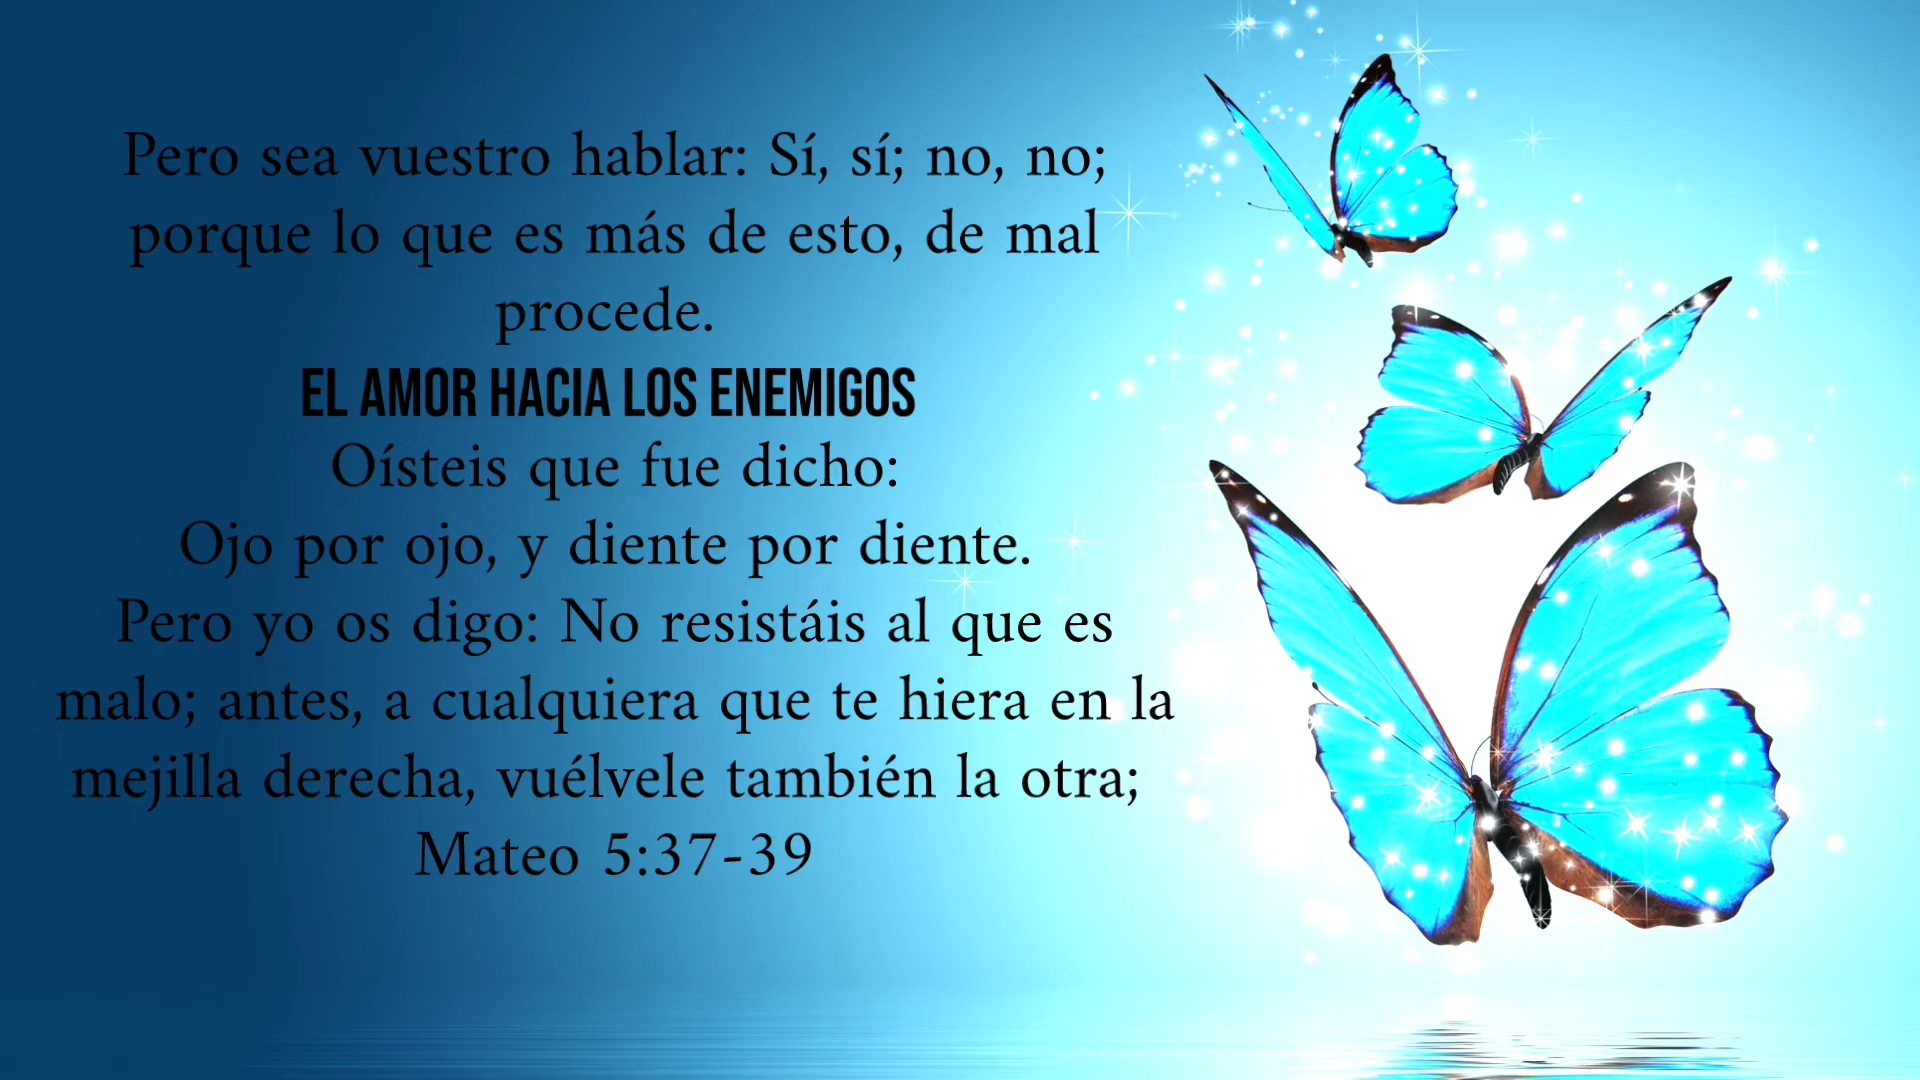 Pero sea vuestro hablar: Sí, sí; no, no;
porque lo que es más de esto, de mal
procede.
EL AMOR HACIA LOS ENEMIGOS
Oísteis que fue dicho:
Ojo por ojo, y diente por diente.
Pero yo os digo: No resistáis al que es
malo; antes, a cualquiera que te hiera en la
mejilla derecha, vuélvele también la otra;
Mateo 5:37-39